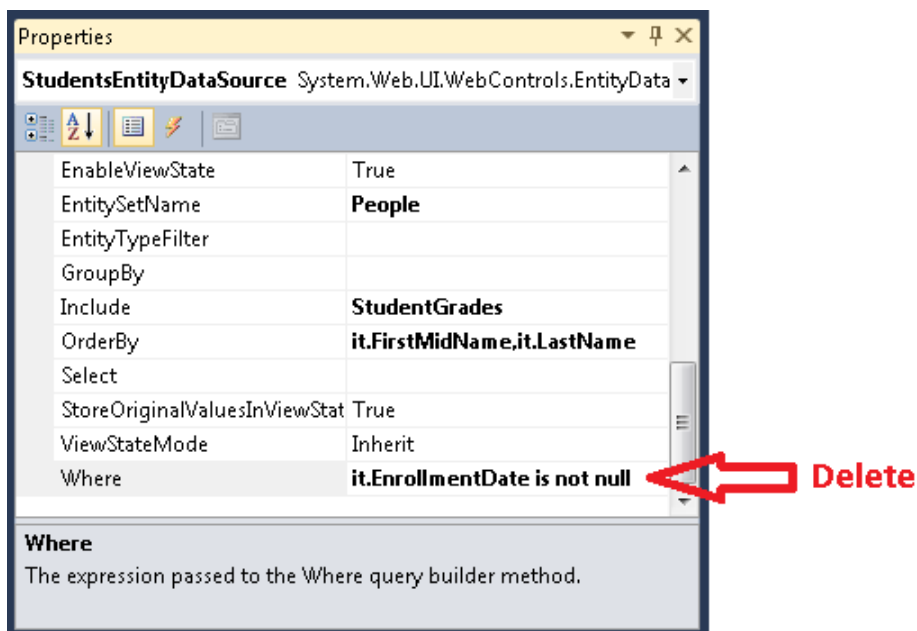 Properties
StudentsEntityDataSource System.Web.UI.WebControls.EntityData
EnableViewState True
EntitySetName People
EntityTypeFilter
GroupBy
Include StudentGrades
OrderBy it.FirstMidName,it.LastName
Select
StoreOriginalValuesInViewStat True
ViewStateMode Inherit
Where it.EnrollmentDate is not null
Delete
Where
The expression passed to the Where query builder method.